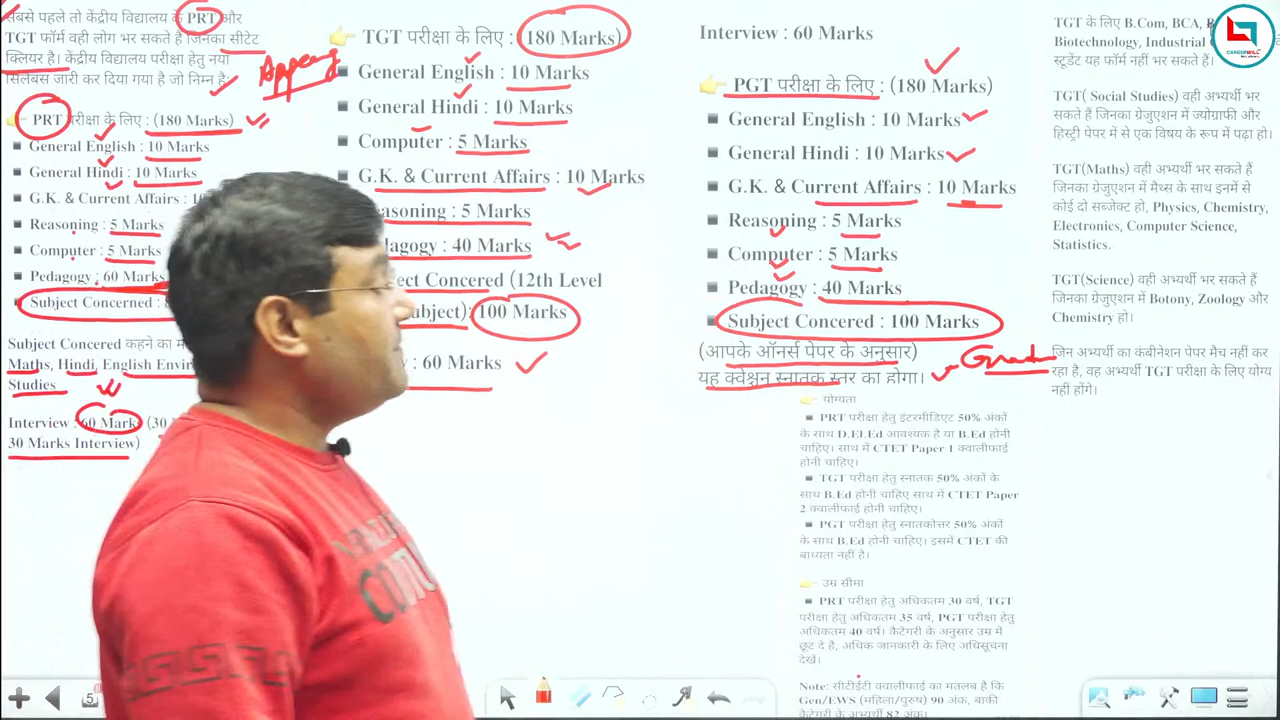 सबसे पहले तो केंद्रीय विद्यालय के PRT और
TGT फॉर्म वही लोग भर सकते हैं जिनका सीटेट
क्लियर है। केंद्रीय विद्यालय परीक्षा हेतु नया
सिलेबस जारी कर दिया गया है जो निम्न है:
PRT परीक्षा के लिए: (180 Marks)
■ General English : 10 Marks
■ General Hindi : 10 Marks
■ G.K. & Current Affairs :
■ Reasoning : 5 Marks
■ Computer : 5 Marks
■ Pedagogy : 60 Marks
■ Subject Concerned :
Subject Concered कहने का
Maths, Hindi, English
Studies
Interview : 60 Mark (30
30 Marks Interview)
TGT परीक्षा के लिए : (180 Marks)
■ General English : 10 Marks
■ General Hindi : 10 Marks
■ Computer : 5 Marks
■ G.K. & Current Affairs : 10 Marks
: 5 Marks
: 40 Marks
Concered (12th Level
100 Marks
: 60 Marks
Interview : 60 Marks
PGT परीक्षा के लिए : (180 Marks)
■ General English : 10 Marks
■ General Hindi : 10 Marks
■ G.K. & Current Affairs : 10 Marks
■ Reasoning : 5 Marks
■ Computer : 5 Marks
■ Pedagogy : 40 Marks
■ Subject Concered : 100 Marks
(आपके ऑनर्स पेपर के अनुसार)
यह क्वेश्चन स्नातक स्तर का होगा।
योग्यता
■ PRT परीक्षा हेतु इंटरमीडिएट 50% अंकों
के साथ D.El.Ed आवश्यक है या B.Ed होनी
चाहिए। साथ में CTET Paper 1 क्वालीफाई
होनी चाहिए।
■ TGT परीक्षा हेतु स्नातक 50% अंकों के
साथ B.Ed होनी चाहिए साथ में CTET Paper
2 क्वालीफाई होनी चाहिए।
■ PGT परीक्षा हेतु स्नातकोत्तर 50% अंकों
के साथ B.Ed होनी चाहिए। इसमें CTET की
बाध्यता नहीं है।
उम्र सीमा
■ PRT परीक्षा हेतु अधिकतम 30 वर्ष, TGT
परीक्षा हेतु अधिकतम 35 वर्ष, PGT परीक्षा हेतु
अधिकतम 40 वर्ष। कैटेगरी के अनुसार उम्र में
छूट दे है, अधिक जानकारी के लिए अधिसूचना
देखें।
Note: सीटीईटी क्वालीफाई का मतलब है कि
Gen/EWS (महिला/पुरुष) 90 अंक, बाकी
कैटेगरी के अभ्यर्थी 82 अंक।
TGT के लिए B.Com, BCA,
Biotechnology, Industrial
स्टूडेंट यह फॉर्म नहीं भर सकते हैं।
TGT( Social Studies) वही अभ्यर्थी भर
सकते हैं जिनका ग्रेजुएशन में ज्योग्राफी और
हिस्ट्री पेपर में से एक विषय के रूप में पढ़ा हो।
TGT(Maths) वही अभ्यर्थी भर सकते हैं
जिनका ग्रेजुएशन में मैथ्स के साथ इनमें से
कोई दो सब्जेक्ट हो, Physics, Chemistry,
Electronics, Computer Science,
Statistics.
TGT(Science) वही अभ्यर्थी भर सकते हैं
जिनका ग्रेजुएशन में Botony, Zoology और
Chemistry हो।
जिन अभ्यर्थी का कंबीनेशन पेपर मैच नहीं कर
रहा है, वह अभ्यर्थी TGT परीक्षा के लिए योग्य
नहीं होंगे।
CAREERWILL